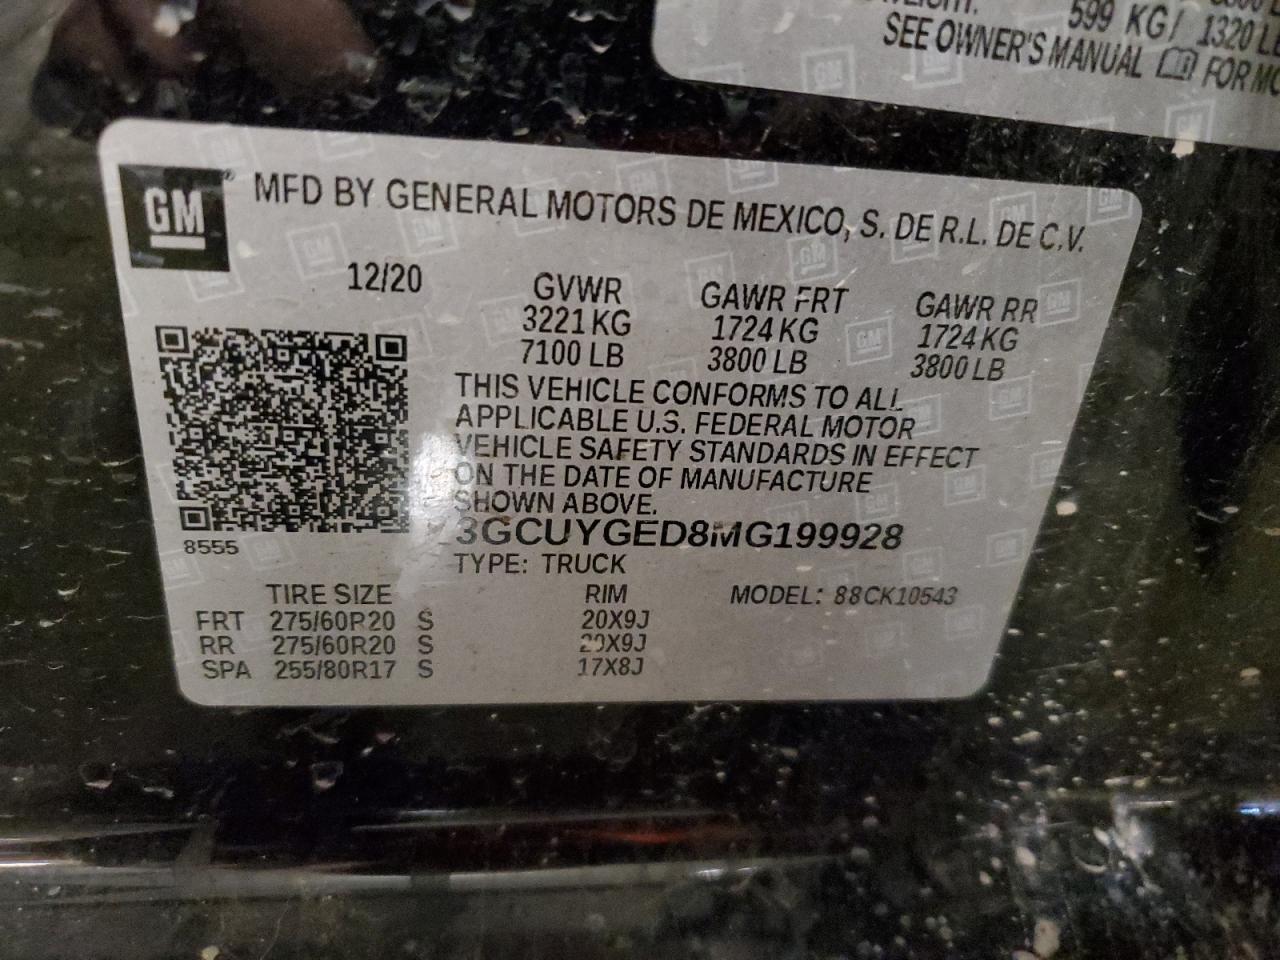 599 KG/ 1320 L
SEE OWNER'S MANUAL FOR MO
GM
MFD BY GENERAL MOTORS DE MEXICO, S. DE R.L. DE C.V.
12/20
GVWR GAWR FRT GAWR RR
3221 KG 1724 KG 1724 KG
7100 LB 3800 LB 3800 LB
THIS VEHICLE CONFORMS TO ALL
APPLICABLE U.S. FEDERAL MOTOR
VEHICLE SAFETY STANDARDS IN EFFECT
ON THE DATE OF MANUFACTURE
SHOWN ABOVE.
3GCUYGED8MG199928
8555
TYPE: TRUCK
TIRE SIZE RIM MODEL: 88CK10543
FRT 275/60R20 S 20X9J
RR 275/60R20 S 20X9J
SPA 255/80R17 S 17X8J